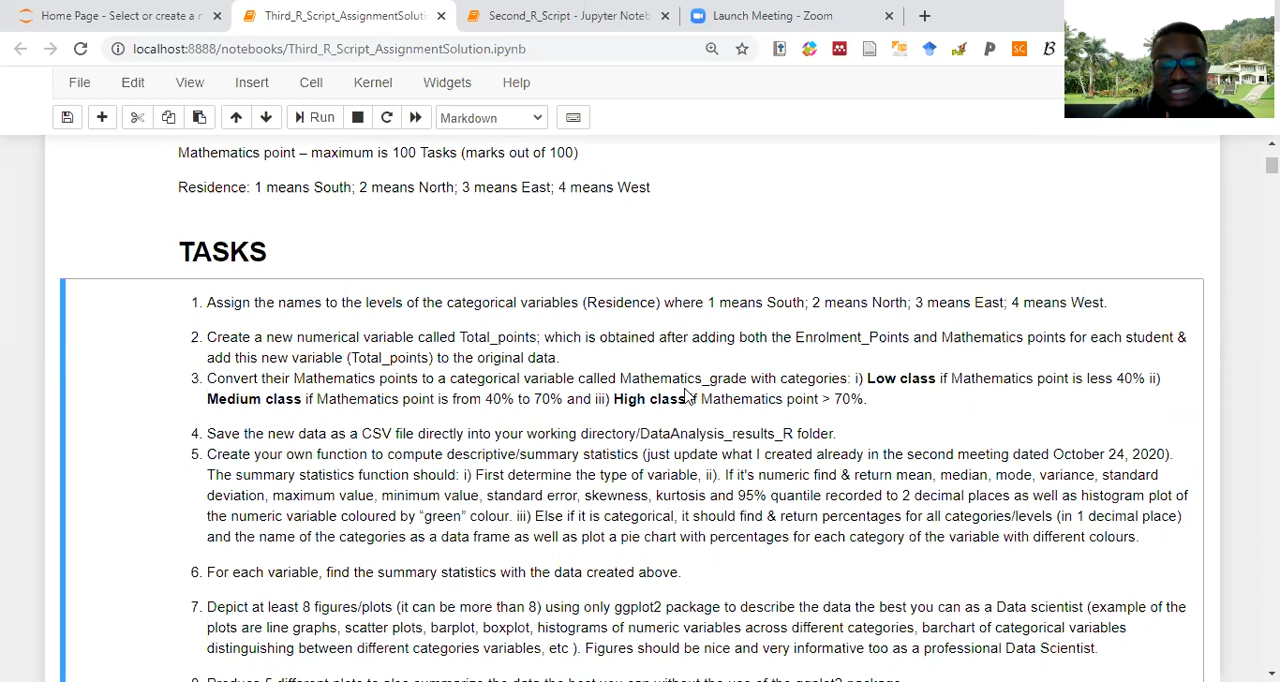 Home Page - Select or create a n
Third_R_Script_AssignmentSoluti
Second_R_Script - Jupyter Noteb
Launch Meeting - Zoom
localhost:8888/notebooks/Third_R_Script_AssignmentSolution.ipynb
File Edit View Insert Cell Kernel Widgets Help
Run Markdown
Mathematics point – maximum is 100 Tasks (marks out of 100)
Residence: 1 means South; 2 means North; 3 means East; 4 means West
TASKS
1. Assign the names to the levels of the categorical variables (Residence) where 1 means South; 2 means North; 3 means East; 4 means West.
2. Create a new numerical variable called Total_points; which is obtained after adding both the Enrolment_Points and Mathematics points for each student &
add this new variable (Total_points) to the original data.
3. Convert their Mathematics points to a categorical variable called Mathematics_grade with categories: i) Low class if Mathematics point is less 40% ii)
Medium class if Mathematics point is from 40% to 70% and iii) High class if Mathematics point > 70%.
4. Save the new data as a CSV file directly into your working directory/DataAnalysis_results_R folder.
5. Create your own function to compute descriptive/summary statistics (just update what I created already in the second meeting dated October 24, 2020).
The summary statistics function should: i) First determine the type of variable, ii). If it's numeric find & return mean, median, mode, variance, standard
deviation, maximum value, minimum value, standard error, skewness, kurtosis and 95% quantile recorded to 2 decimal places as well as histogram plot of
the numeric variable coloured by “green” colour. iii) Else if it is categorical, it should find & return percentages for all categories/levels (in 1 decimal place)
and the name of the categories as a data frame as well as plot a pie chart with percentages for each category of the variable with different colours.
6. For each variable, find the summary statistics with the data created above.
7. Depict at least 8 figures/plots (it can be more than 8) using only ggplot2 package to describe the data the best you can as a Data scientist (example of the
plots are line graphs, scatter plots, barplot, boxplot, histograms of numeric variables across different categories, barchart of categorical variables
distinguishing between different categories variables, etc ). Figures should be nice and very informative too as a professional Data Scientist.